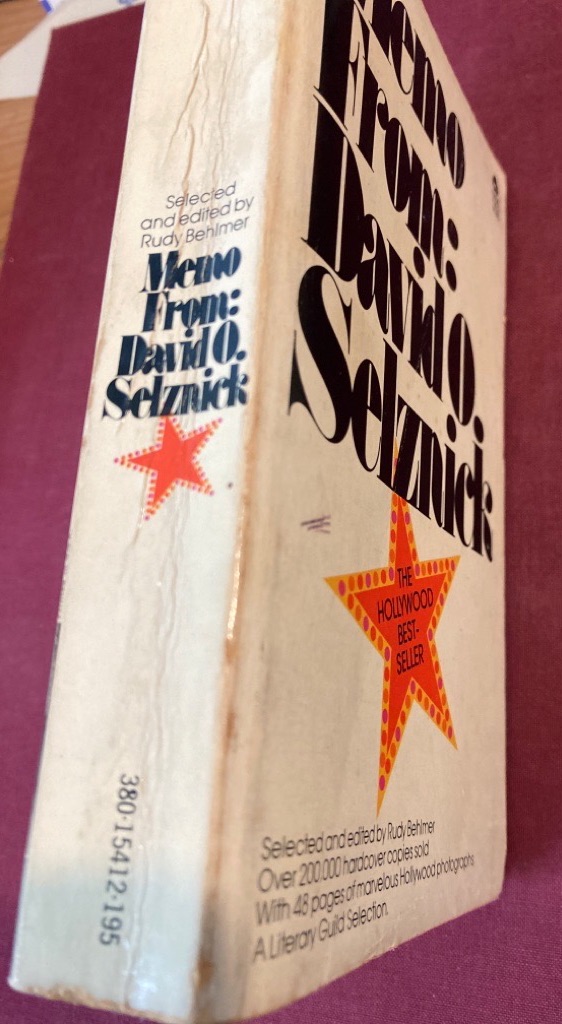 Selected
and edited by
Rudy Behlmer
Memo
From:
David O.
Selznick
380-15412-195
Memo
From:
David O.
Selznick
THE
HOLLYWOOD
BEST-
SELLER
Selected and edited by Rudy Behlmer
Over 200,000 hardcover copies sold
With 48 pages of marvelous Hollywood photographs
A Literary Guild Selection.